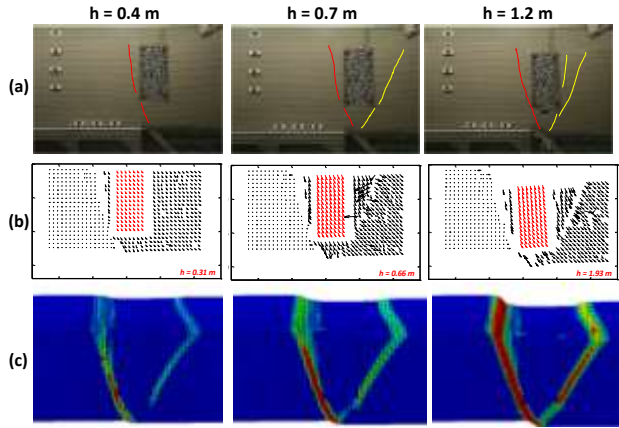 h = 0.4 m h = 0.7 m h = 1.2 m
(a)
(b)
h = 0.31 m h = 0.66 m h = 1.93 m
(c)